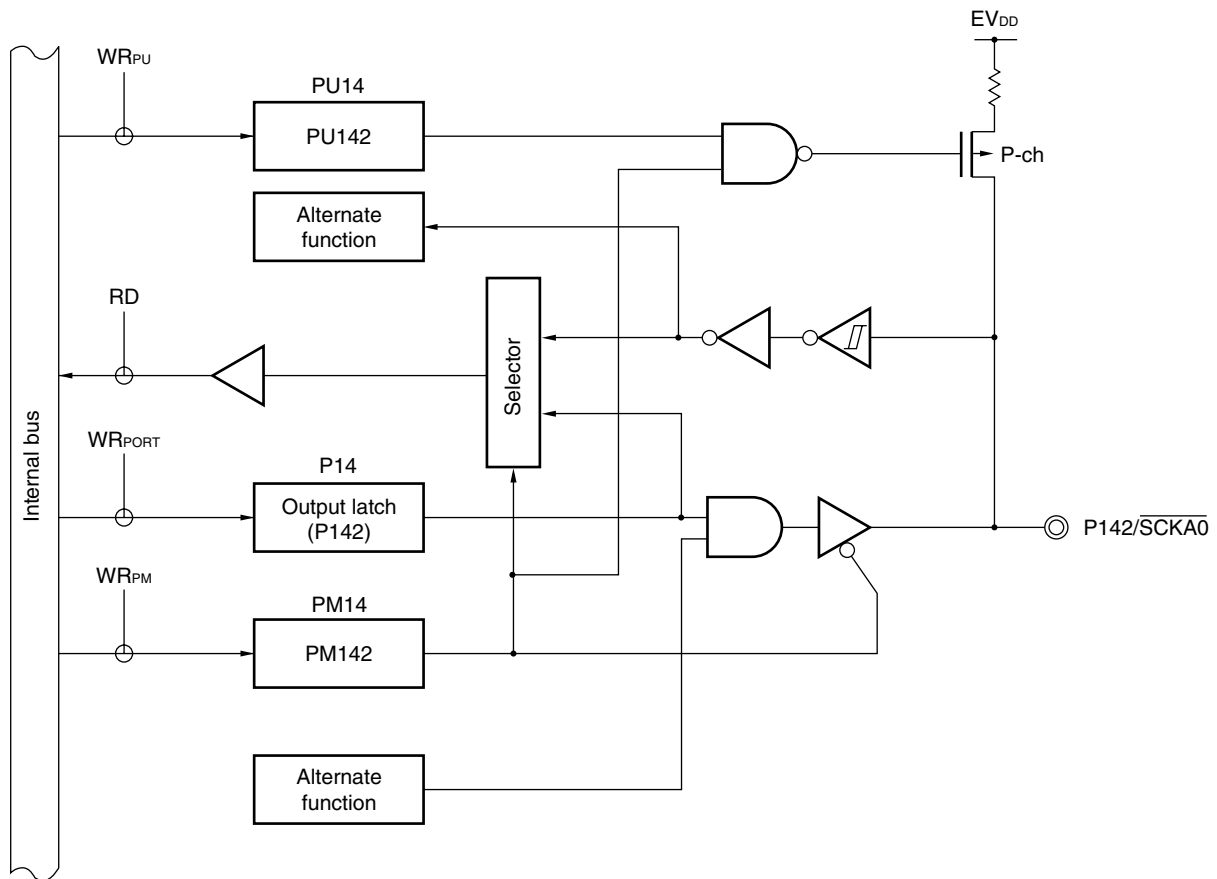 EVDD
WRPU
PU14
PU142
P-ch
Alternate
function
RD
Selector
Internal bus
WRPORT
P14
Output latch
(P142)
P142/SCKA0
WRPM
PM14
PM142
Alternate
function